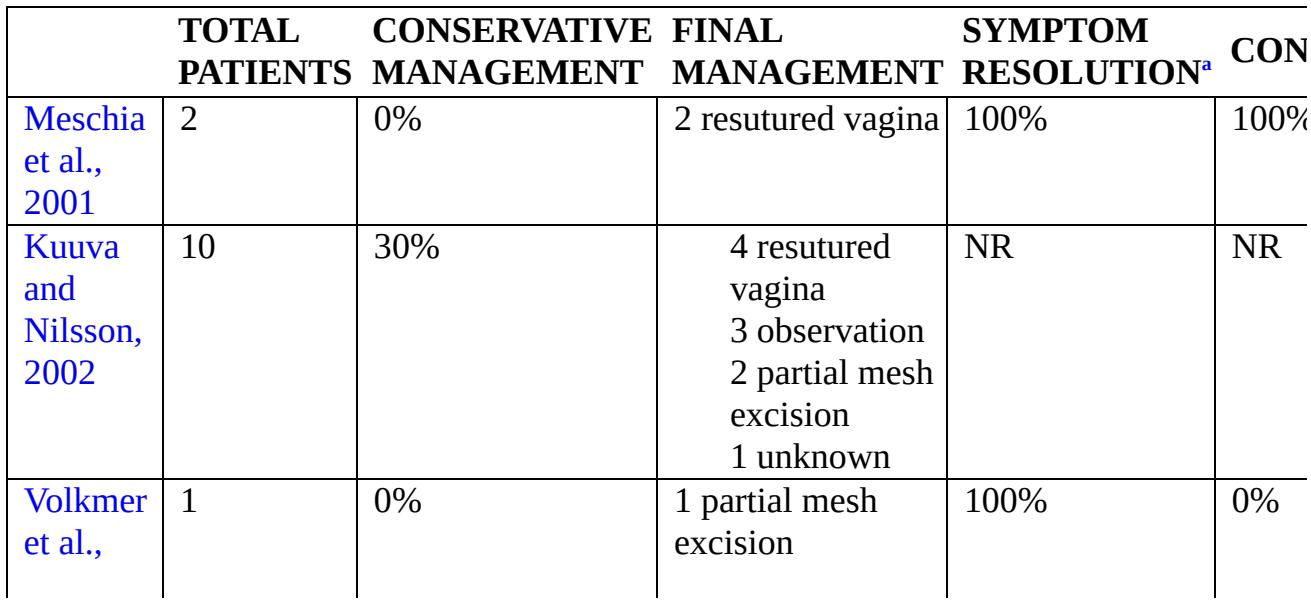 TOTAL PATIENTS CONSERVATIVE MANAGEMENT FINAL MANAGEMENT SYMPTOM RESOLUTIONa CON
Meschia et al., 2001 2 0% 2 resutured vagina 100% 100%
Kuuva and Nilsson, 2002 10 30% 4 resutured vagina 3 observation 2 partial mesh excision 1 unknown NR NR
Volkmer et al., 1 0% 1 partial mesh excision 100% 0%